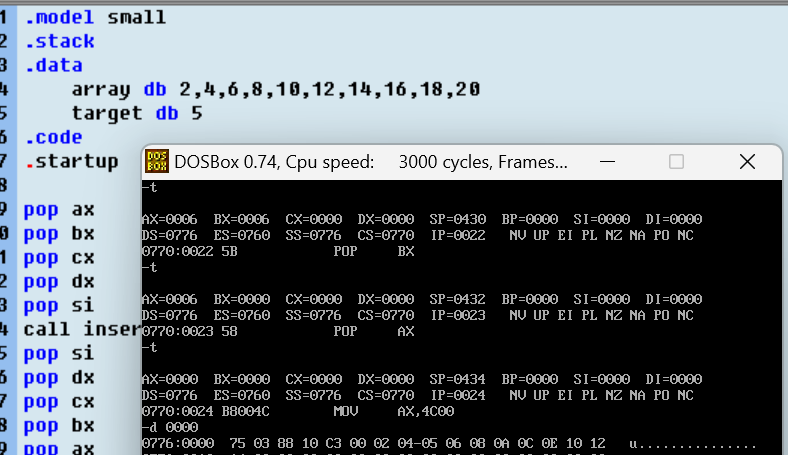 1 .model small
2 .stack
3 .data
4 array db 2,4,6,8,10,12,14,16,18,20
5 target db 5
6 .code
7 .startup
8
9 pop ax
0 pop bx
1 pop cx
2 pop dx
3 pop si
4 call inser
5 pop si
6 pop dx
7 pop cx
8 pop bx
9 pop ax
DOSBox 0.74, Cpu speed: 3000 cycles, Frames...
-t
AX=0006 BX=0006 CX=0000 DX=0000 SP=0430 BP=0000 SI=0000 DI=0000
DS=0776 ES=0760 SS=0776 CS=0770 IP=0022 NV UP EI PL NZ NA PO NC
0770:0022 5B POP BX
-t
AX=0006 BX=0000 CX=0000 DX=0000 SP=0432 BP=0000 SI=0000 DI=0000
DS=0776 ES=0760 SS=0776 CS=0770 IP=0023 NV UP EI PL NZ NA PO NC
0770:0023 58 POP AX
-t
AX=0000 BX=0000 CX=0000 DX=0000 SP=0434 BP=0000 SI=0000 DI=0000
DS=0776 ES=0760 SS=0776 CS=0770 IP=0024 NV UP EI PL NZ NA PO NC
0770:0024 B8004C MOV AX,4C00
-d 0000
0776:0000 75 03 88 10 C3 00 02 04-05 06 08 0A 0C 0E 10 12 u...............